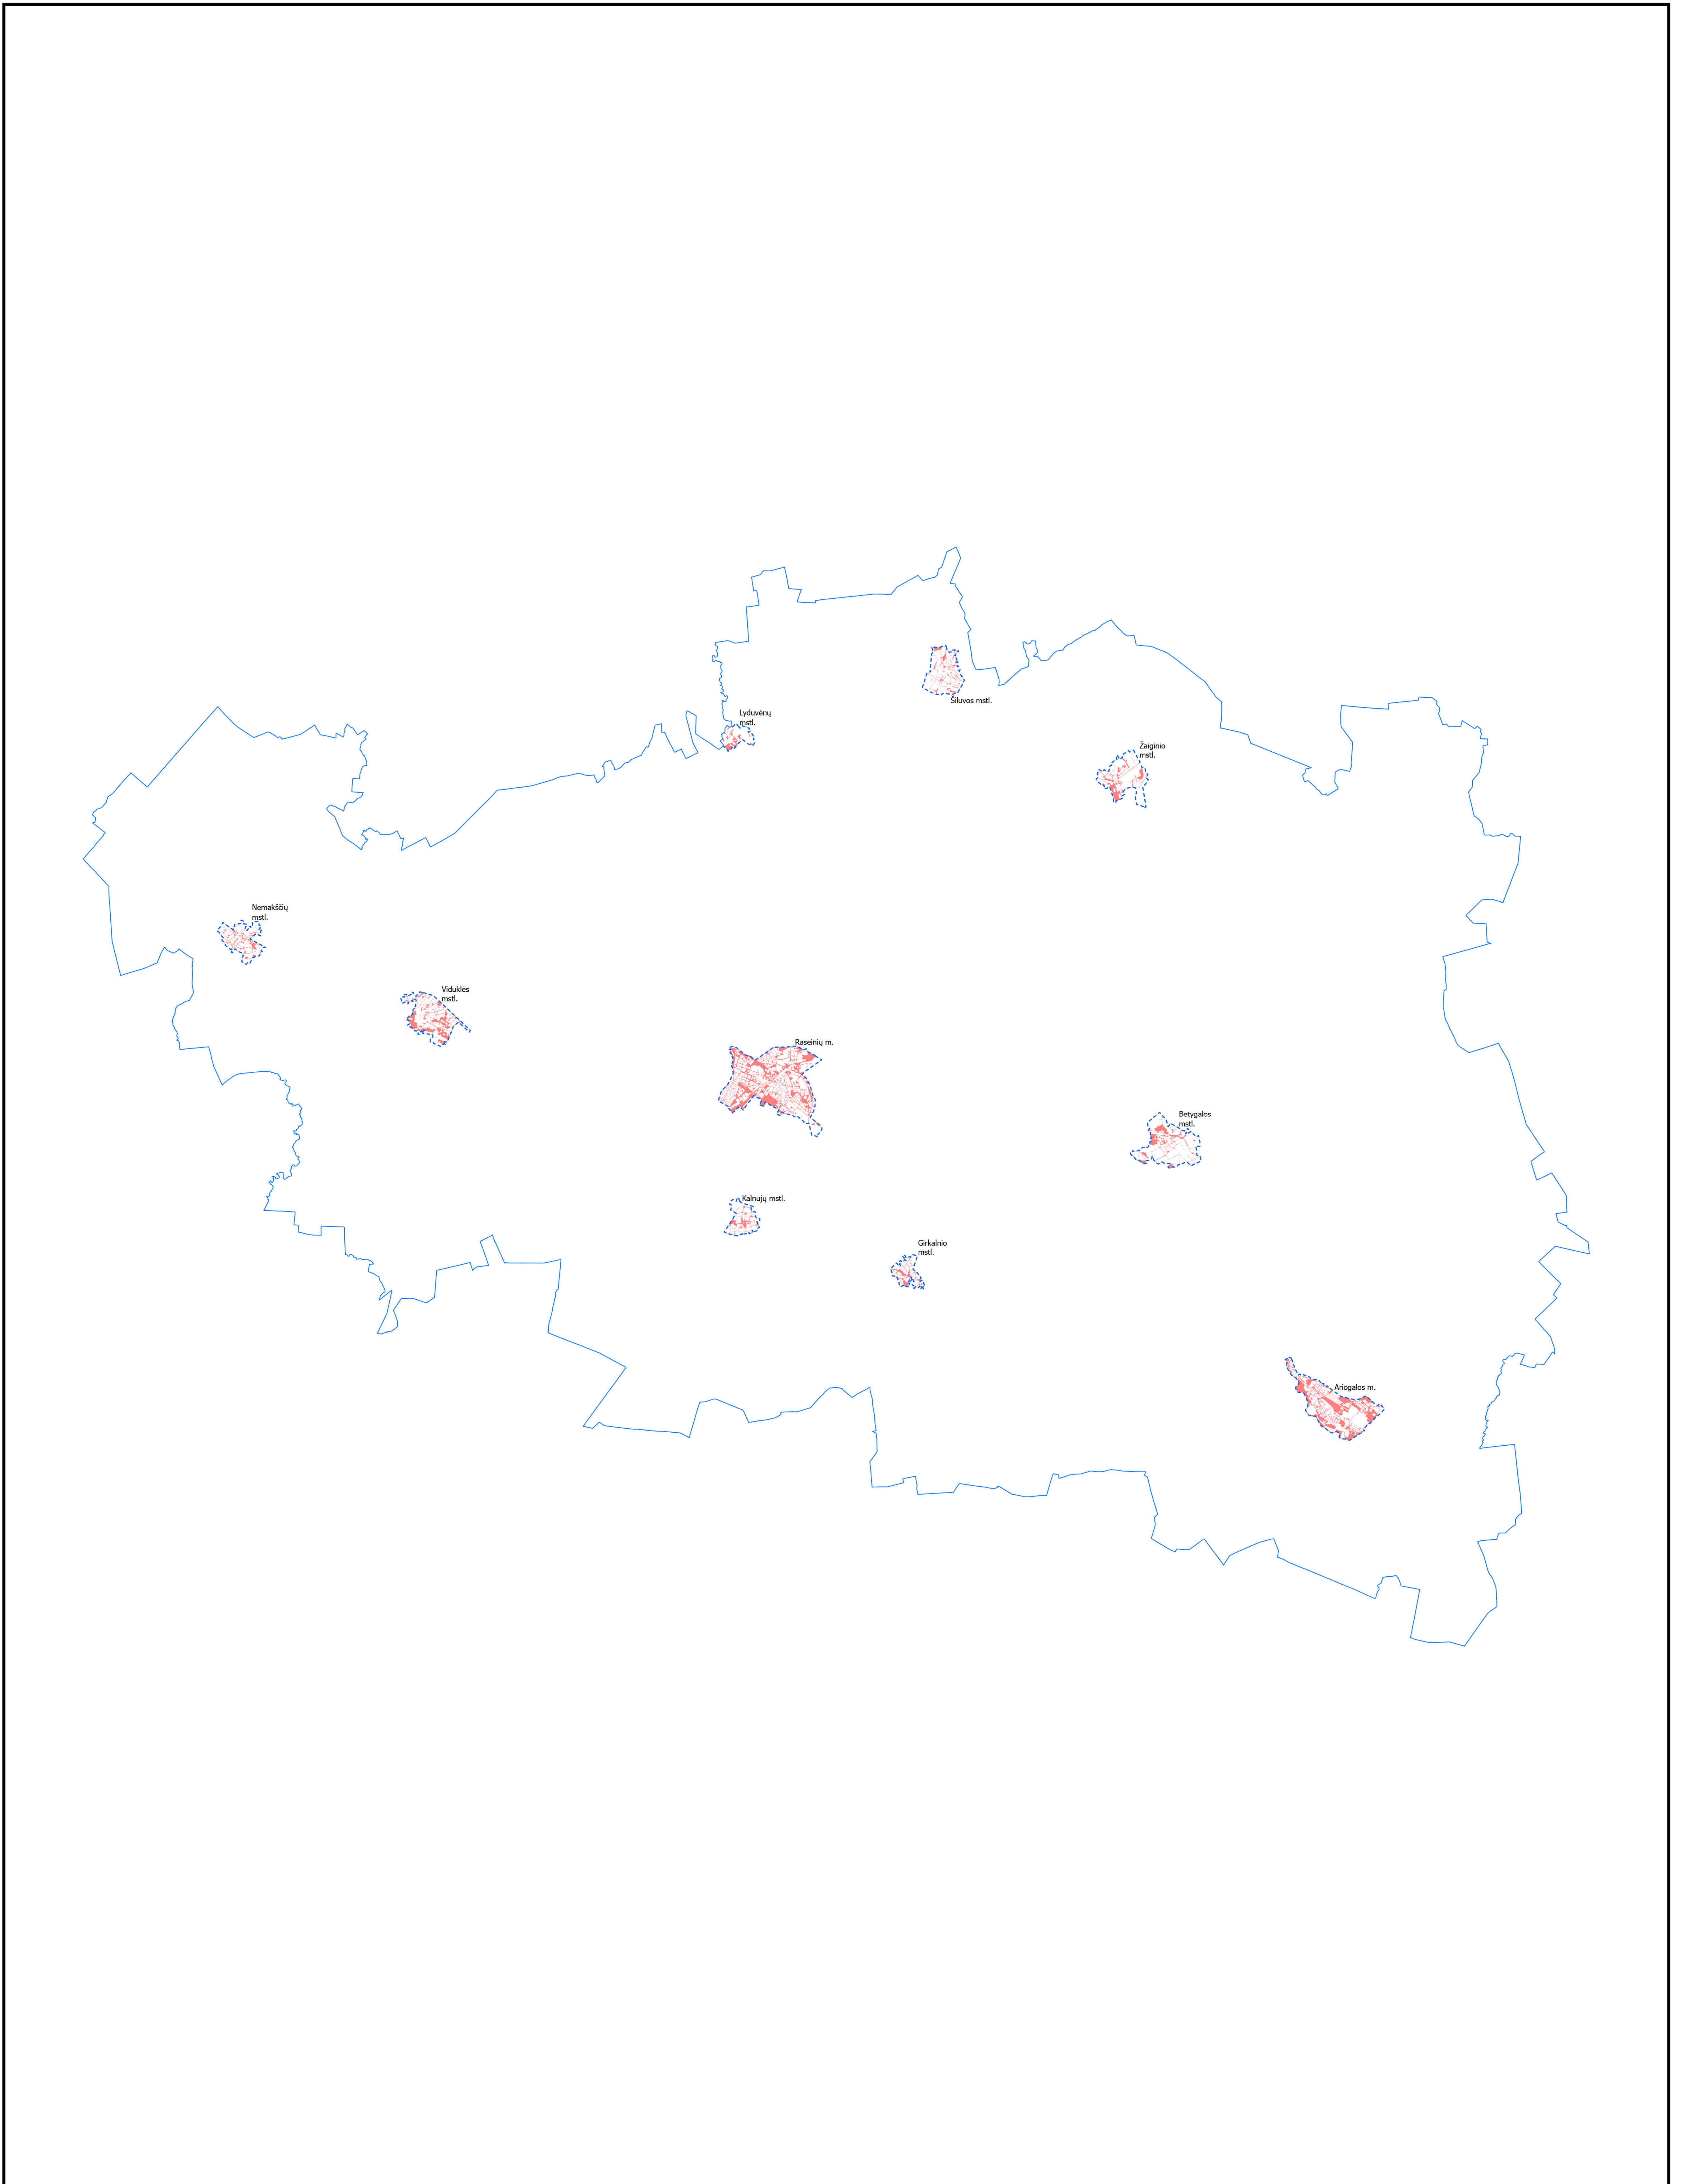 Šiluvos mstl.
Lyduvėnų
mstl.
Žaiginio
mstl.
Nemakščių
mstl.
Viduklės
mstl.
Raseinių m.
Betygalos
mstl.
Kalnujų mstl.
Girkalnio
mstl.
Ariogalos m.